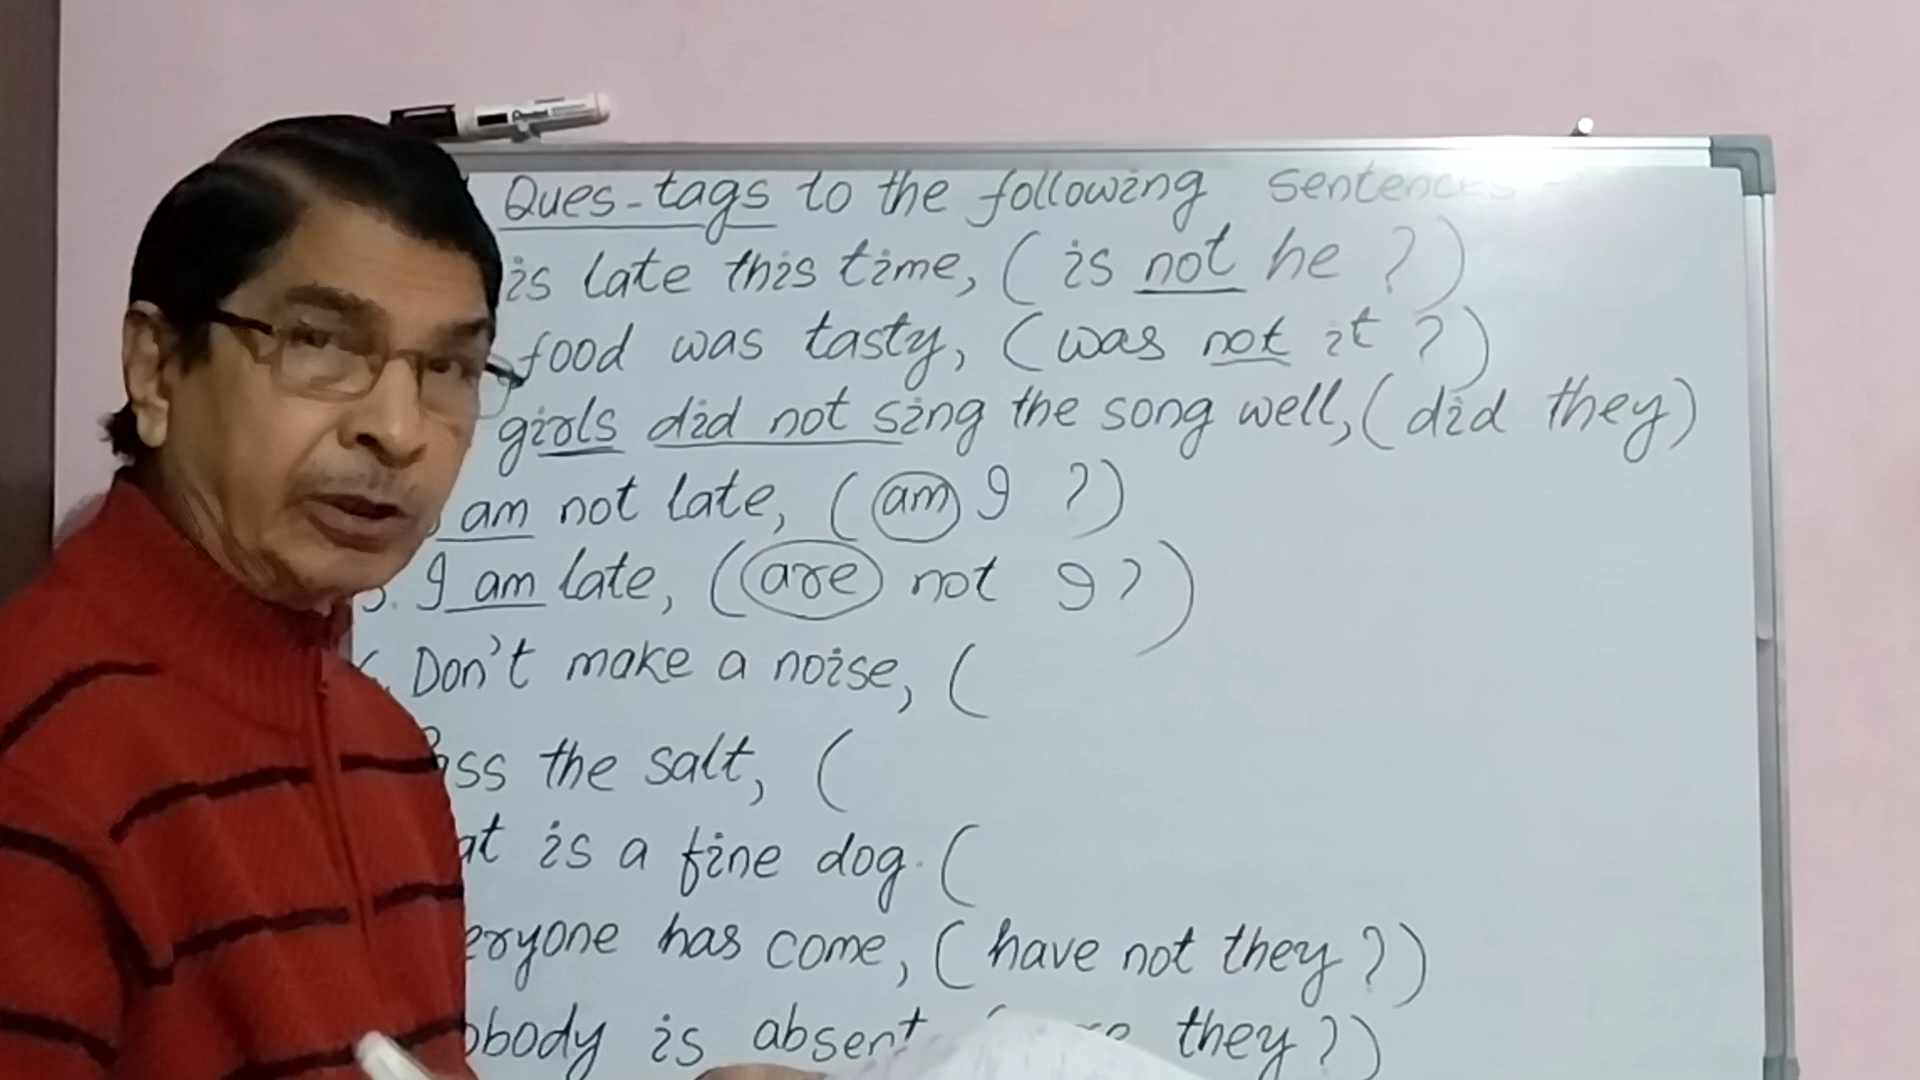 Ques-tags to the following sentences
is late this time, (is not he?)
food was tasty, (was not it?)
girls did not sing the song well, (did they)
am not late, (am I?)
5. I am late, (are not I?)
Don't make a noise, (
ss the salt, (
at is a fine dog. (
eryone has come, (have not they?)
obody is absent they?)